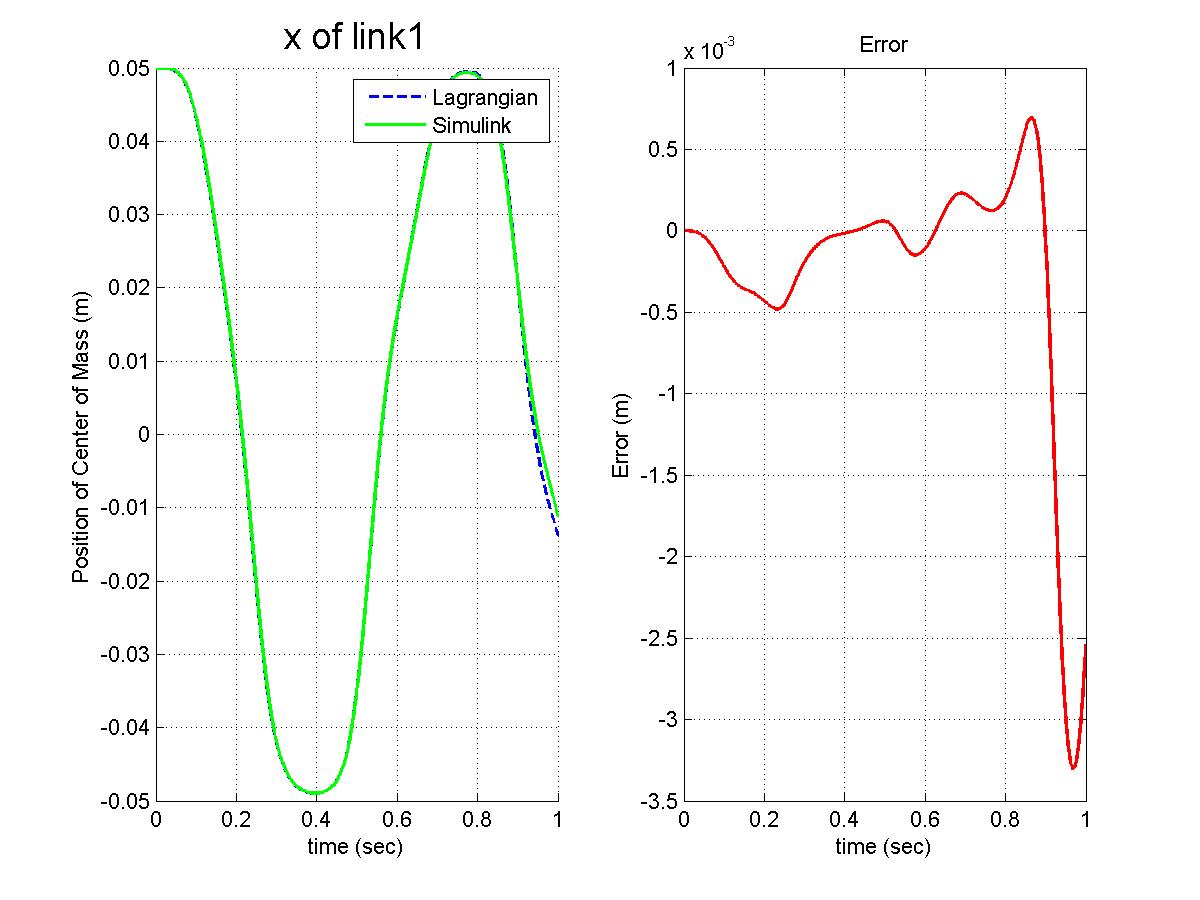 x of link1
0.05
0.04
0.03
0.02
0.01
0
-0.01
-0.02
-0.03
-0.04
-0.05
Position of Center of Mass (m)
0 0.2 0.4 0.6 0.8 1
time (sec)
Lagrangian
Simulink
Error
x 10-3
1
0.5
0
-0.5
-1
-1.5
-2
-2.5
-3
-3.5
Error (m)
0 0.2 0.4 0.6 0.8 1
time (sec)